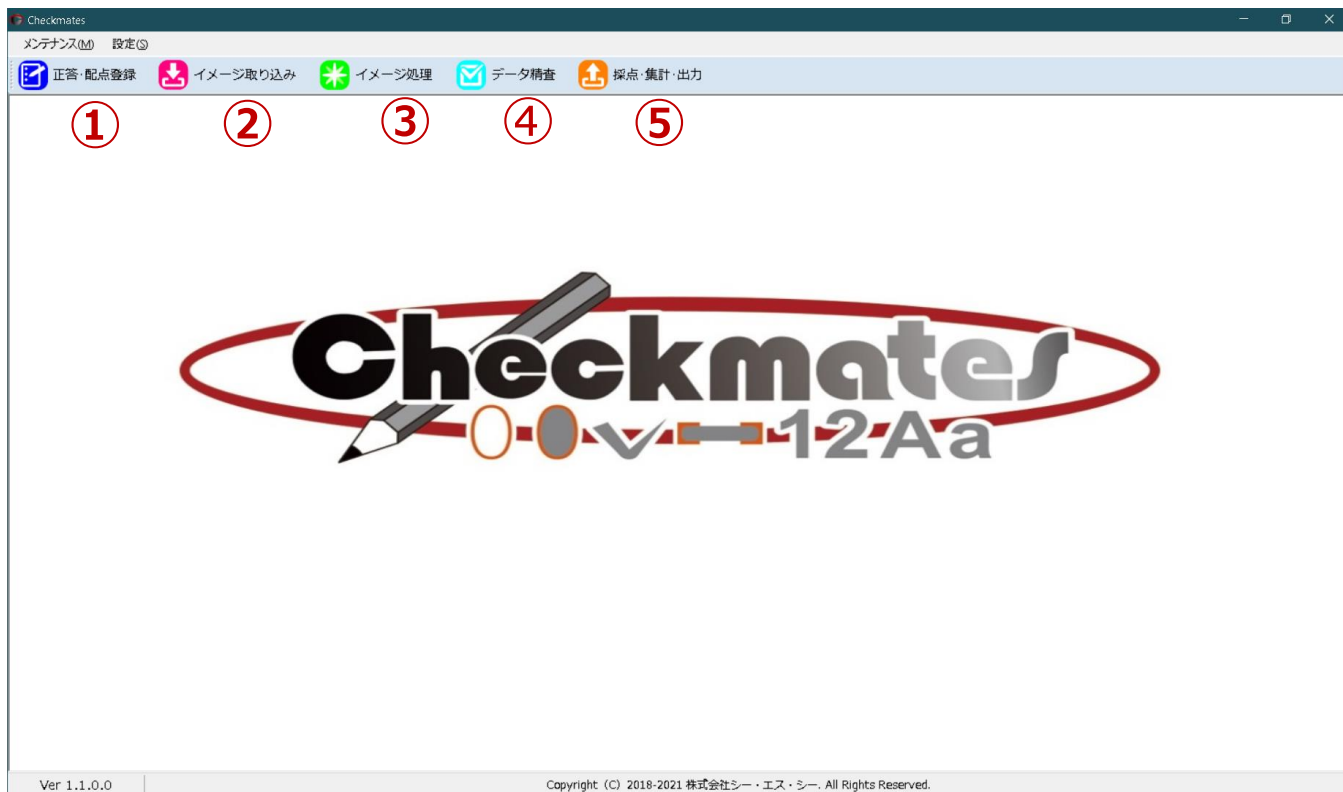 Checkmates
メンテナンス(M) 設定(S)
正答・配点登録 イメージ取り込み イメージ処理 データ精査 採点・集計・出力
① ② ③ ④ ⑤
Checkmates
12Aa
Ver 1.1.0.0 Copyright (C) 2018-2021 株式会社シー・エス・シー. All Rights Reserved.